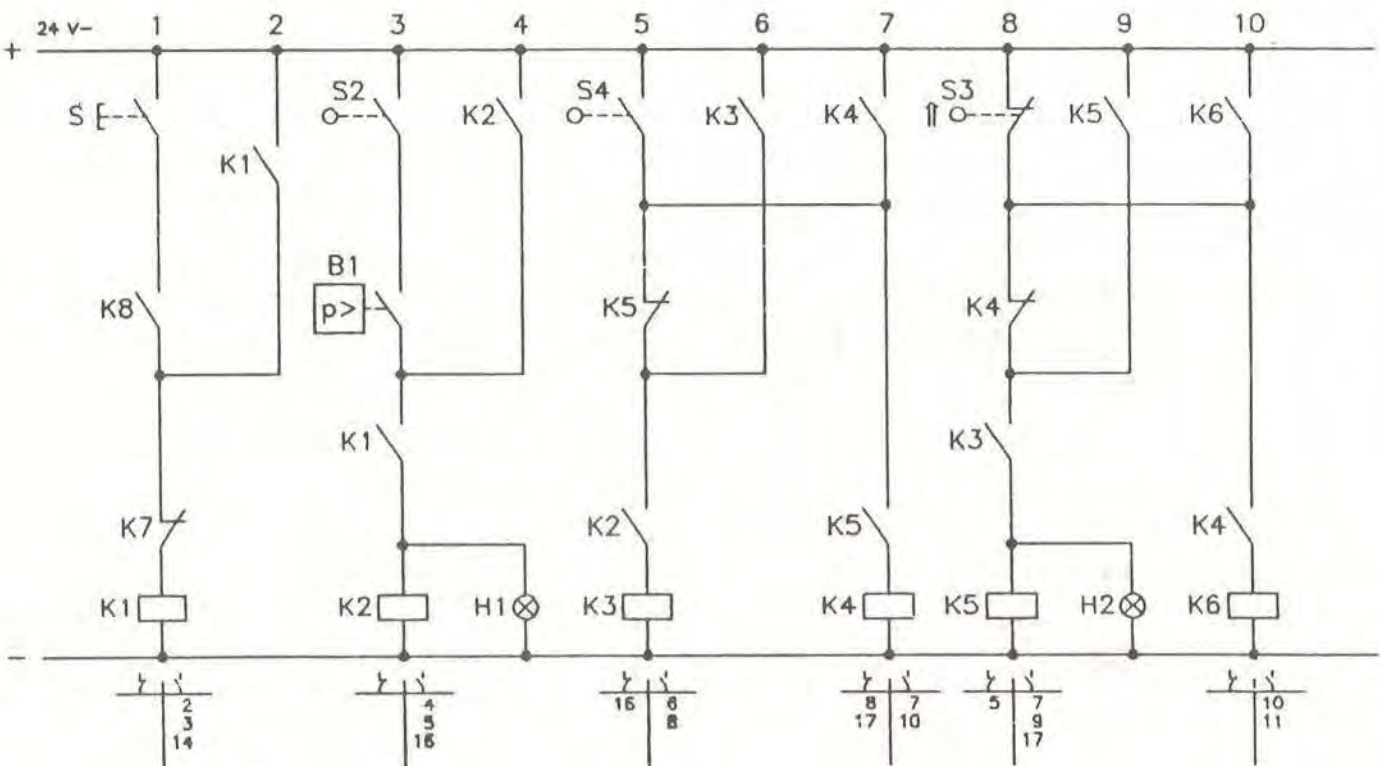 24 V-
1 2 3 4 5 6 7 8 9 10
+
S S2 K2 S4 K3 K4 S3 K5 K6
K1
B1
K8 p> K5 K4
K1 K3
K7 K2 K5 K4
K1 K2 H1 K3 K4 K5 H2 K6
-
2 4 16 6 8 7 5 7 10
3 5 8 17 10 9 11
14 16 17